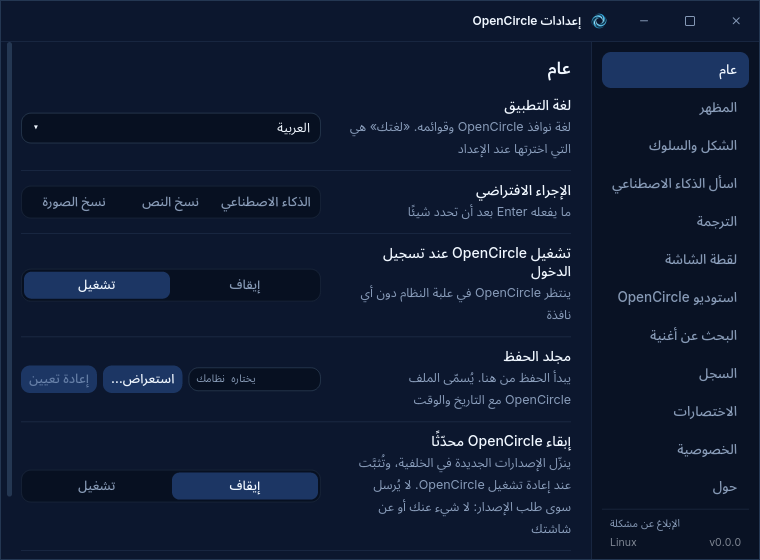 إعدادات OpenCircle
عام
المظهر
الشكل والسلوك
اسأل الذكاء الاصطناعي
الترجمة
لقطة الشاشة
استوديو OpenCircle
البحث عن أغنية
السجل
الاختصارات
الخصوصية
حول
الإبلاغ عن مشكلة
Linux
v0.0.0
عام
لغة التطبيق
لغة نوافذ OpenCircle وقوائمه. «لغتك» هي
التي اخترتها عند الإعداد
العربية
الإجراء الافتراضي
ما يفعله Enter بعد أن تحدد شيئًا
الذكاء الاصطناعي
نسخ النص
نسخ الصورة
تشغيل OpenCircle عند تسجيل
الدخول
ينتظر OpenCircle في علبة النظام دون أي
نافذة
إيقاف
تشغيل
مجلد الحفظ
يبدأ الحفظ من هنا. يُسمّى الملف
OpenCircle مع التاريخ والوقت
يختاره نظامك
استعراض...
إعادة تعيين
إبقاء OpenCircle محدّثًا
ينزّل الإصدارات الجديدة في الخلفية، وتُثبَّت
عند إعادة تشغيل OpenCircle. لا يُرسل
سوى طلب الإصدار: لا شيء عنك أو عن
شاشتك
إيقاف
تشغيل